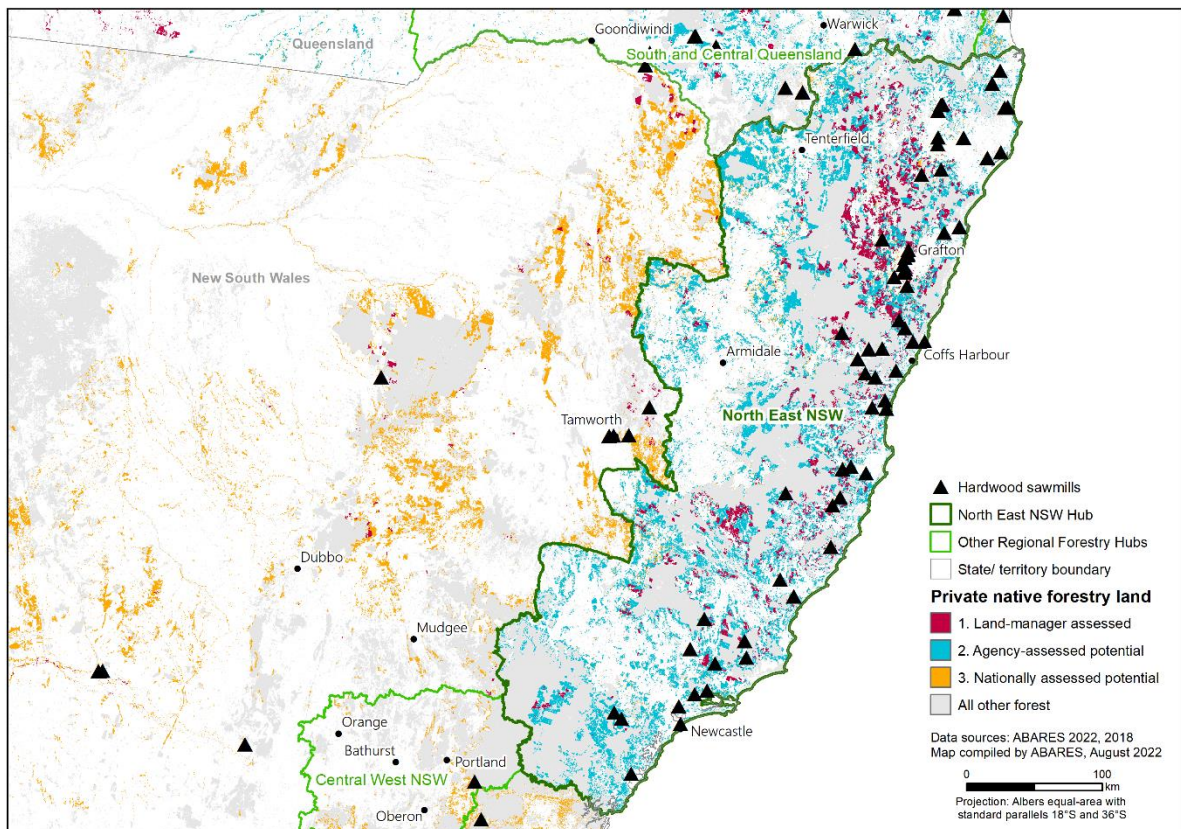 Goondiwindi
Warwick
Queensland
South and Central Queensland
Tenterfield
New South Wales
Grafton
Armidale
Coffs Harbour
North East NSW
Tamworth
Dubbo
Mudgee
Orange
Bathurst
Portland
Central West NSW
Oberon
Newcastle
Hardwood sawmills
North East NSW Hub
Other Regional Forestry Hubs
State/ territory boundary
Private native forestry land
1. Land-manager assessed
2. Agency-assessed potential
3. Nationally assessed potential
All other forest
Data sources: ABARES 2022, 2018
Map compiled by ABARES, August 2022
0 100
km
Projection: Albers equal-area with
standard parallels 18°S and 36°S